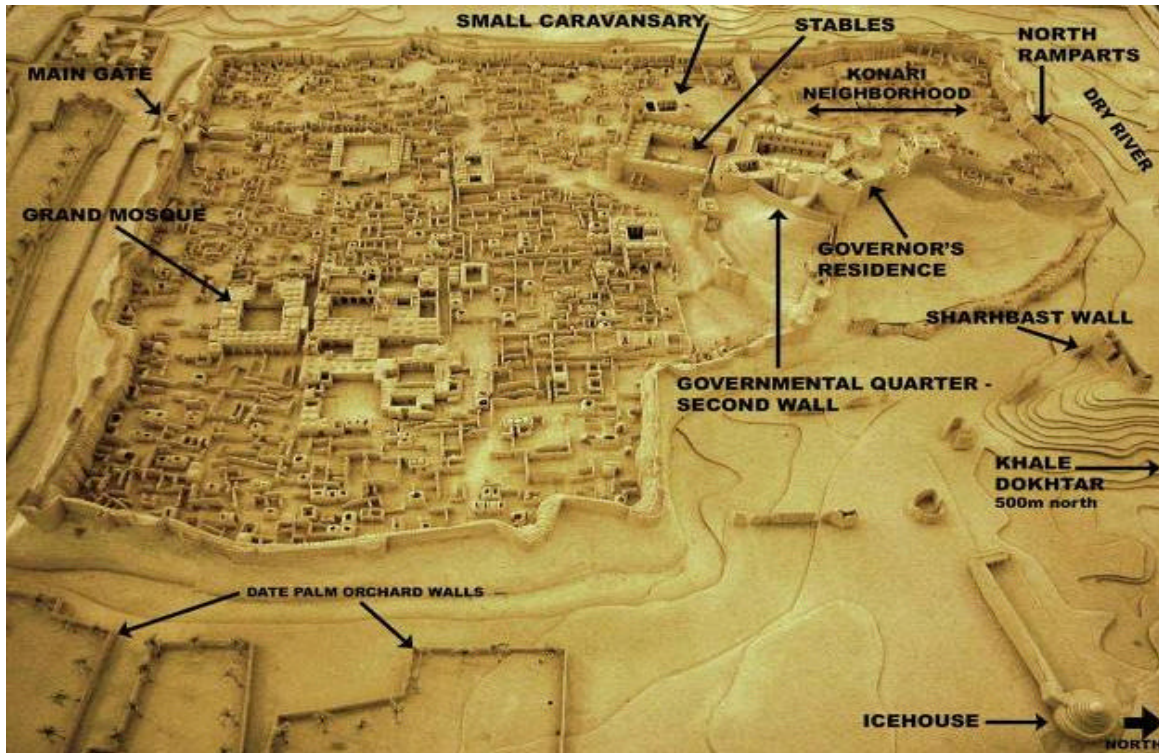 SMALL CARAVANSARY
STABLES
NORTH
RAMPARTS
MAIN GATE
KONARI
NEIGHBORHOOD
DRY RIVER
GRAND MOSQUE
GOVERNOR'S
RESIDENCE
SHARHBAST WALL
GOVERNMENTAL QUARTER -
SECOND WALL
KHALE
DOKHTAR
500m north
DATE PALM ORCHARD WALLS
ICEHOUSE
NORTH